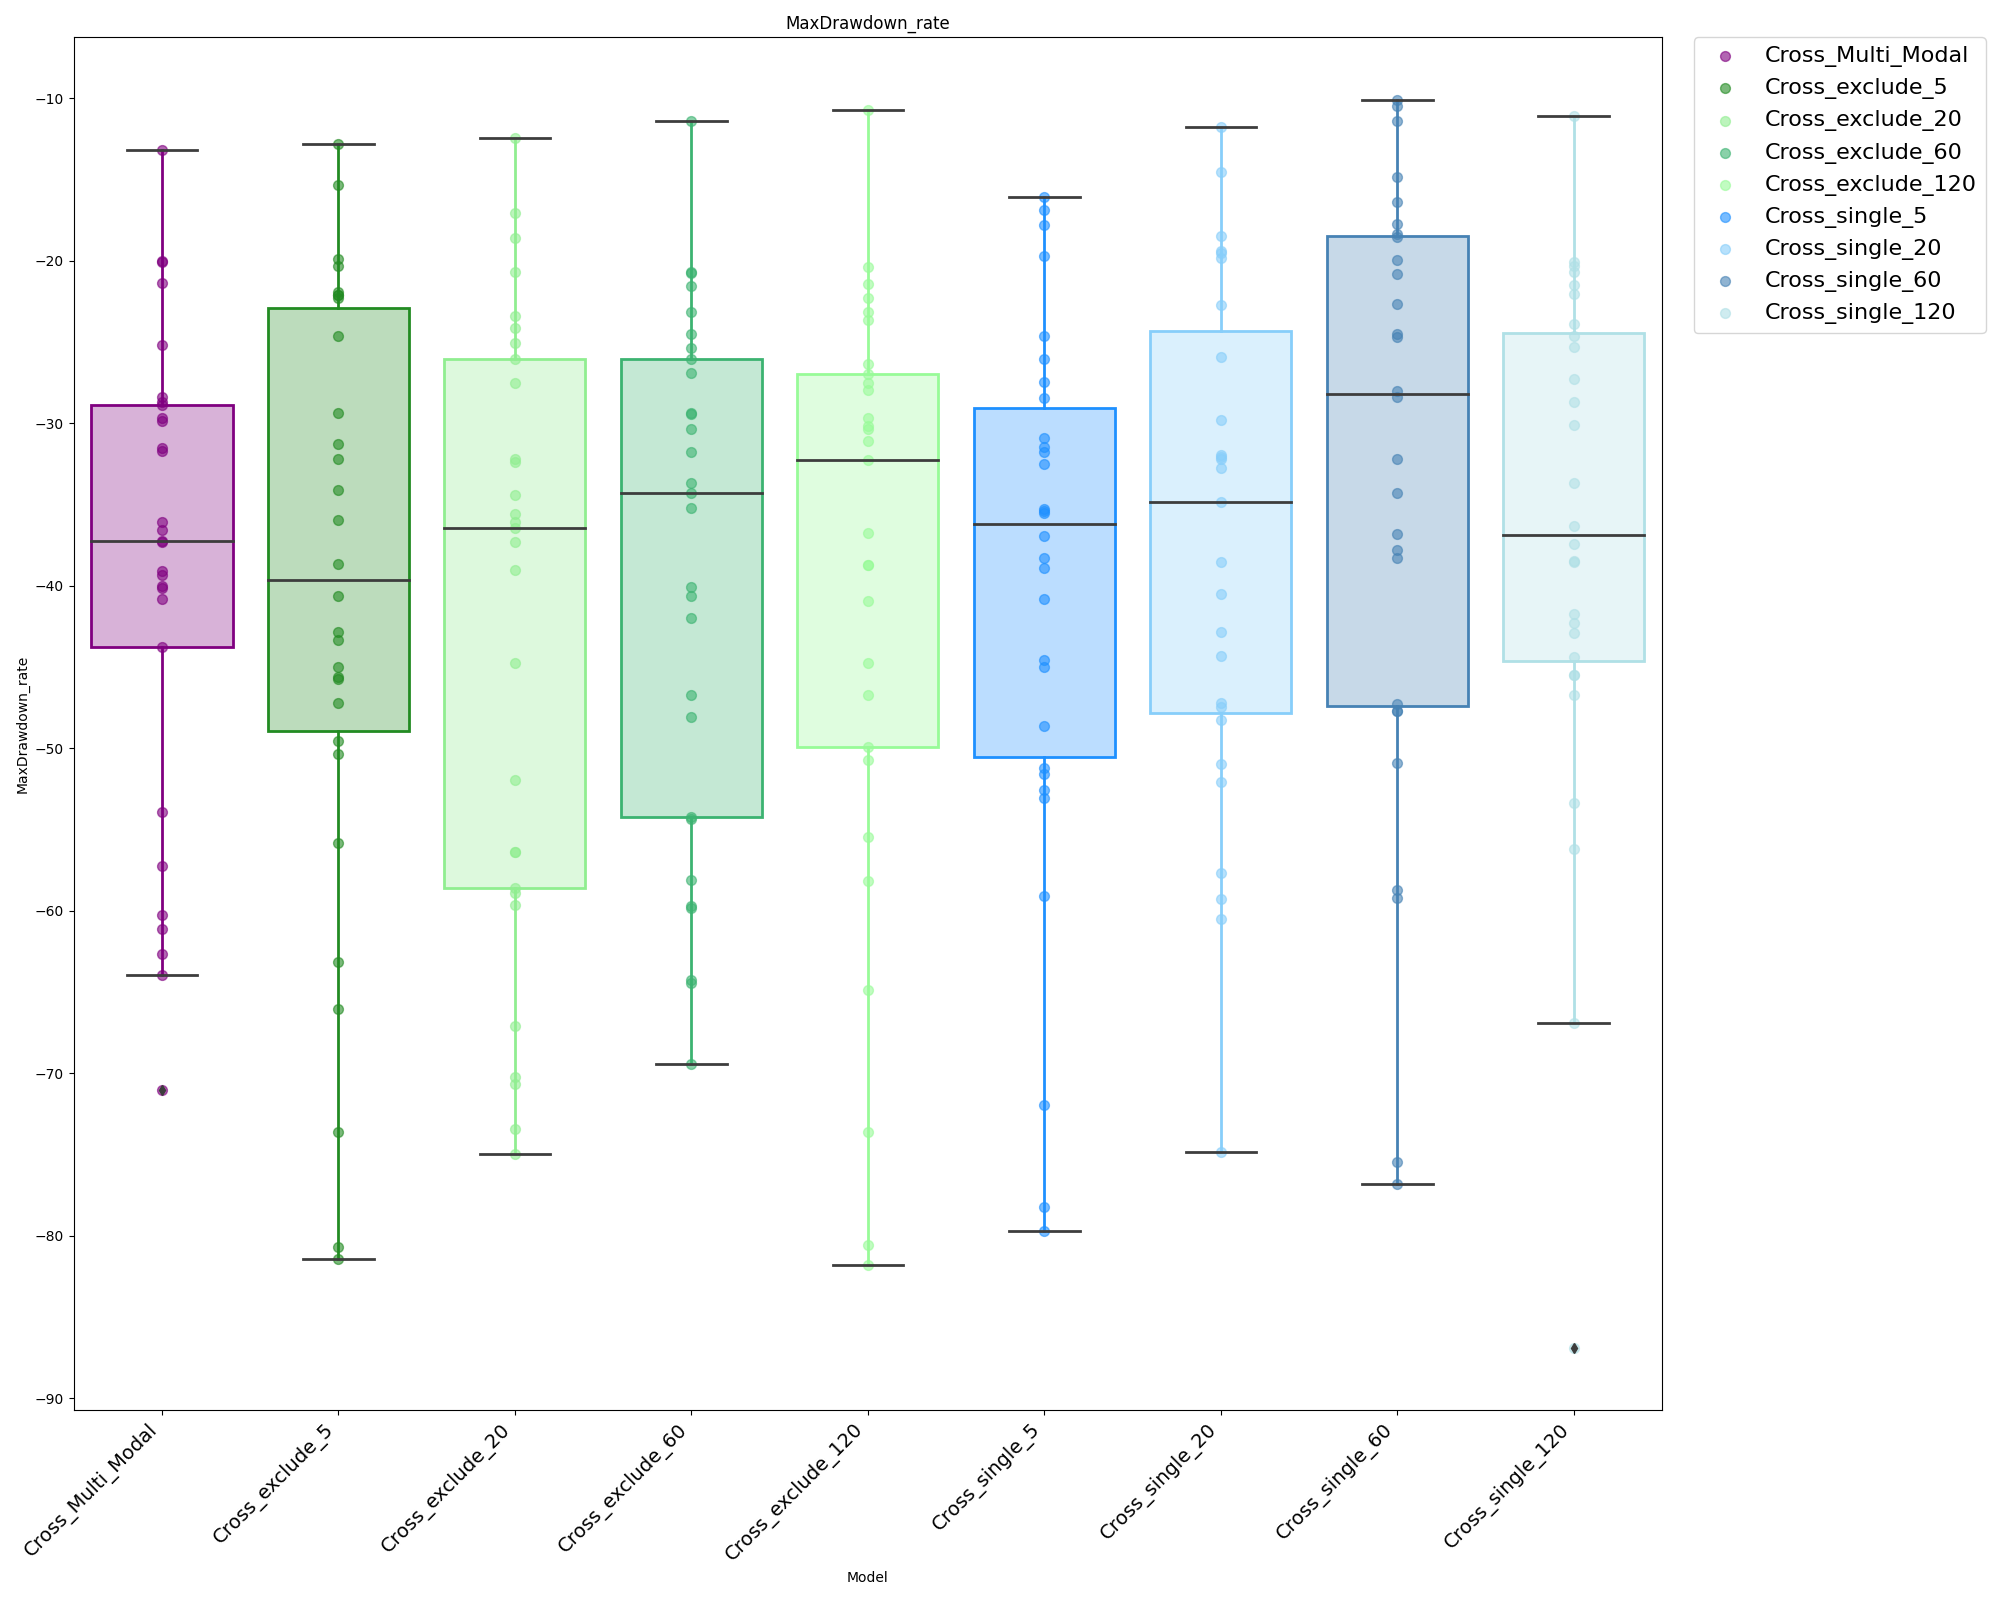 MaxDrawdown_rate
Cross_Multi_Modal
Cross_exclude_5
Cross_exclude_20
Cross_exclude_60
Cross_exclude_120
Cross_single_5
Cross_single_20
Cross_single_60
Cross_single_120
MaxDrawdown_rate
−10
−20
−30
−40
−50
−60
−70
−80
−90
Cross_Multi_Modal
Cross_exclude_5
Cross_exclude_20
Cross_exclude_60
Cross_exclude_120
Cross_single_5
Cross_single_20
Cross_single_60
Cross_single_120
Model